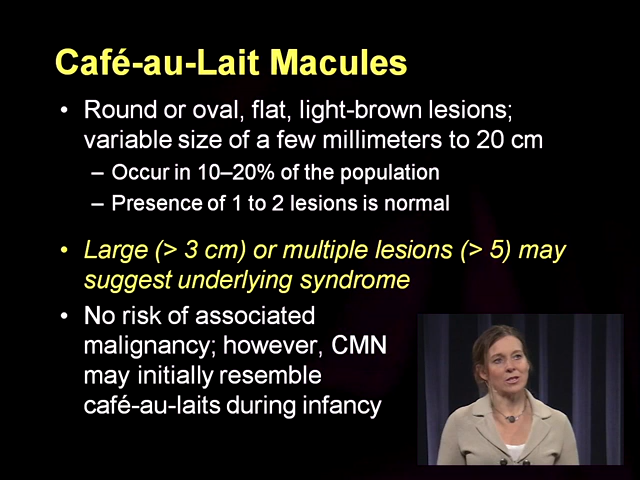 Café-au-Lait Macules
• Round or oval, flat, light-brown lesions;
variable size of a few millimeters to 20 cm
– Occur in 10–20% of the population
– Presence of 1 to 2 lesions is normal
• Large (> 3 cm) or multiple lesions (> 5) may
suggest underlying syndrome
• No risk of associated
malignancy; however, CMN
may initially resemble
café-au-laits during infancy